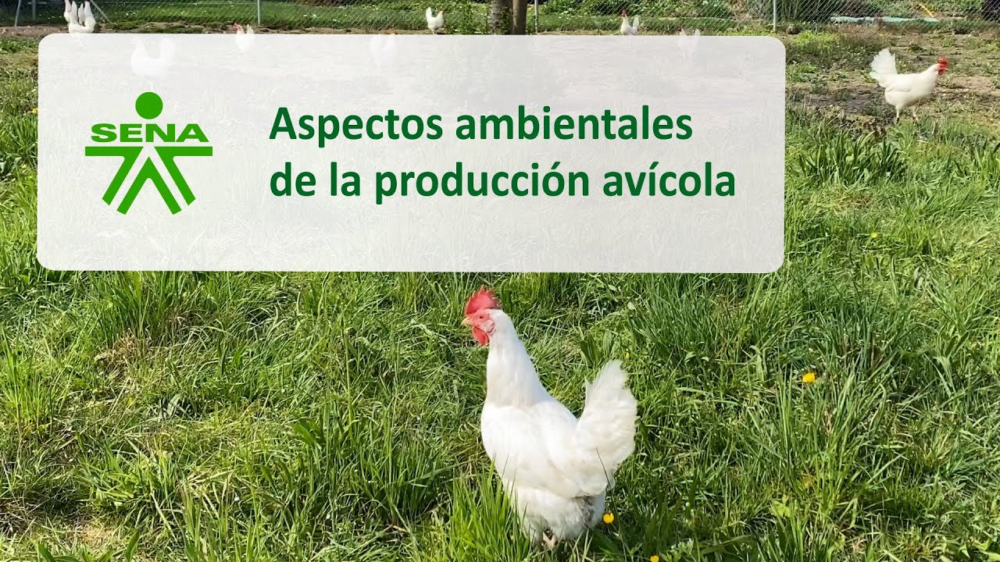 SENA
Aspectos ambientales
de la producción avícola